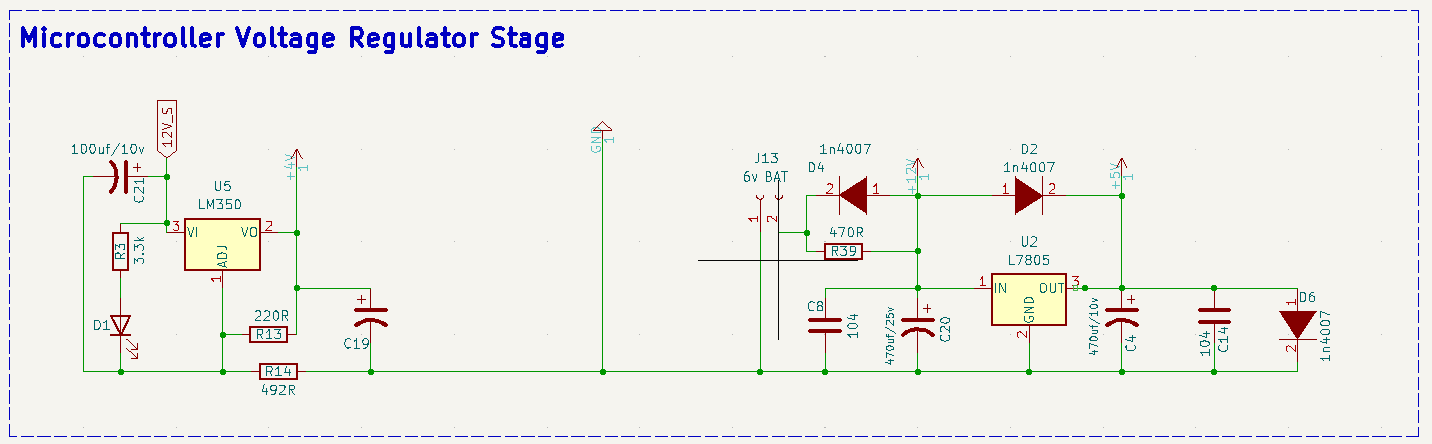 Microcontroller Voltage Regulator Stage
12V_S
100uf/10v
+
C21
U5
LM350
3
VI
VO
2
ADJ
1
R3
3.3k
D1
220R
R13
R14
492R
+4V
1
+
C19
GND
1
J13
6v BAT
1
2
1n4007
D4
2
1
470R
R39
+12V
1
D2
1n4007
1
2
+5V
1
U2
L7805
1
IN
OUT
3
GND
2
C8
104
+
470uf/25v
C20
+
470uf/10v
C4
104
C14
D6
1
2
1n4007